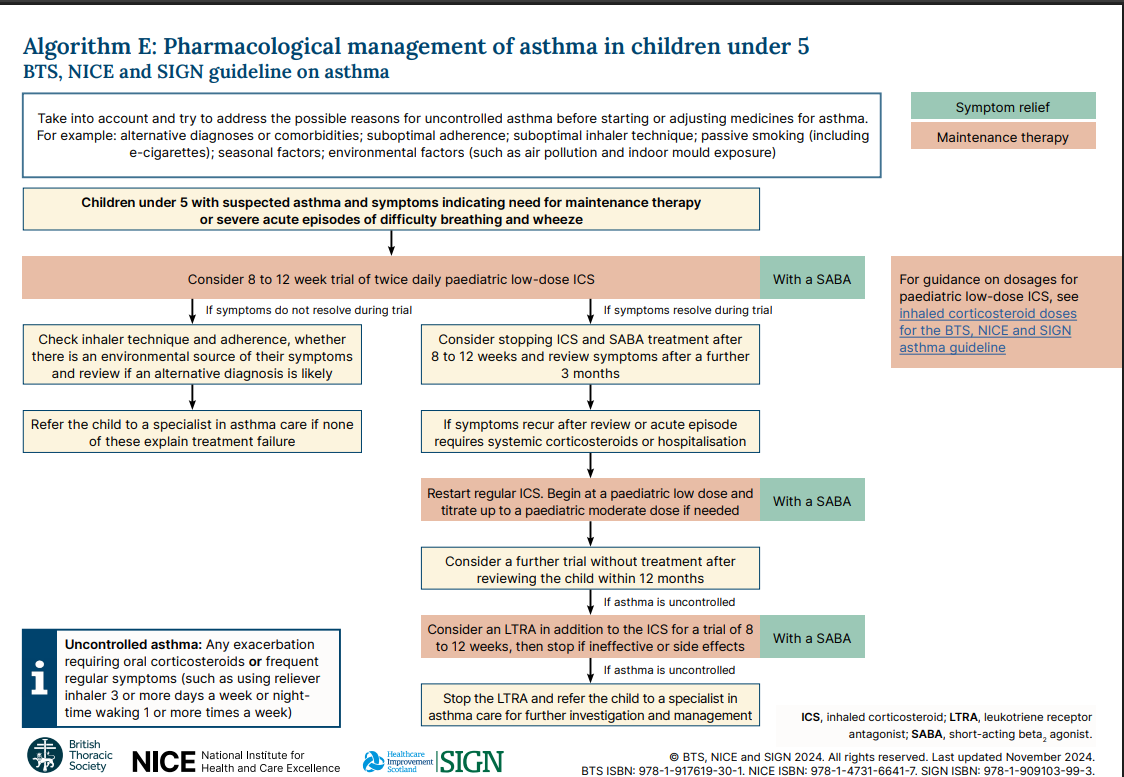 Algorithm E: Pharmacological management of asthma in children under 5
BTS, NICE and SIGN guideline on asthma
Take into account and try to address the possible reasons for uncontrolled asthma before starting or adjusting medicines for asthma.
For example: alternative diagnoses or comorbidities; suboptimal adherence; suboptimal inhaler technique; passive smoking (including
e-cigarettes); seasonal factors; environmental factors (such as air pollution and indoor mould exposure)
Symptom relief
Maintenance therapy
Children under 5 with suspected asthma and symptoms indicating need for maintenance therapy
or severe acute episodes of difficulty breathing and wheeze
Consider 8 to 12 week trial of twice daily paediatric low-dose ICS
With a SABA
For guidance on dosages for
paediatric low-dose ICS, see
inhaled corticosteroid doses
for the BTS, NICE and SIGN
asthma guideline
If symptoms do not resolve during trial
If symptoms resolve during trial
Check inhaler technique and adherence, whether
there is an environmental source of their symptoms
and review if an alternative diagnosis is likely
Refer the child to a specialist in asthma care if none
of these explain treatment failure
Consider stopping ICS and SABA treatment after
8 to 12 weeks and review symptoms after a further
3 months
If symptoms recur after review or acute episode
requires systemic corticosteroids or hospitalisation
Restart regular ICS. Begin at a paediatric low dose and
titrate up to a paediatric moderate dose if needed
With a SABA
Consider a further trial without treatment after
reviewing the child within 12 months
If asthma is uncontrolled
Consider an LTRA in addition to the ICS for a trial of 8
to 12 weeks, then stop if ineffective or side effects
With a SABA
If asthma is uncontrolled
Stop the LTRA and refer the child to a specialist in
asthma care for further investigation and management
i
Uncontrolled asthma: Any exacerbation
requiring oral corticosteroids or frequent
regular symptoms (such as using reliever
inhaler 3 or more days a week or night-
time waking 1 or more times a week)
ICS, inhaled corticosteroid; LTRA, leukotriene receptor
antagonist; SABA, short-acting beta₂ agonist.
British
Thoracic
Society
NICE
National Institute for
Health and Care Excellence
Healthcare
Improvement
Scotland
SIGN
© BTS, NICE and SIGN 2024. All rights reserved. Last updated November 2024.
BTS ISBN: 978-1-917619-30-1. NICE ISBN: 978-1-4731-6641-7. SIGN ISBN: 978-1-909103-99-3.